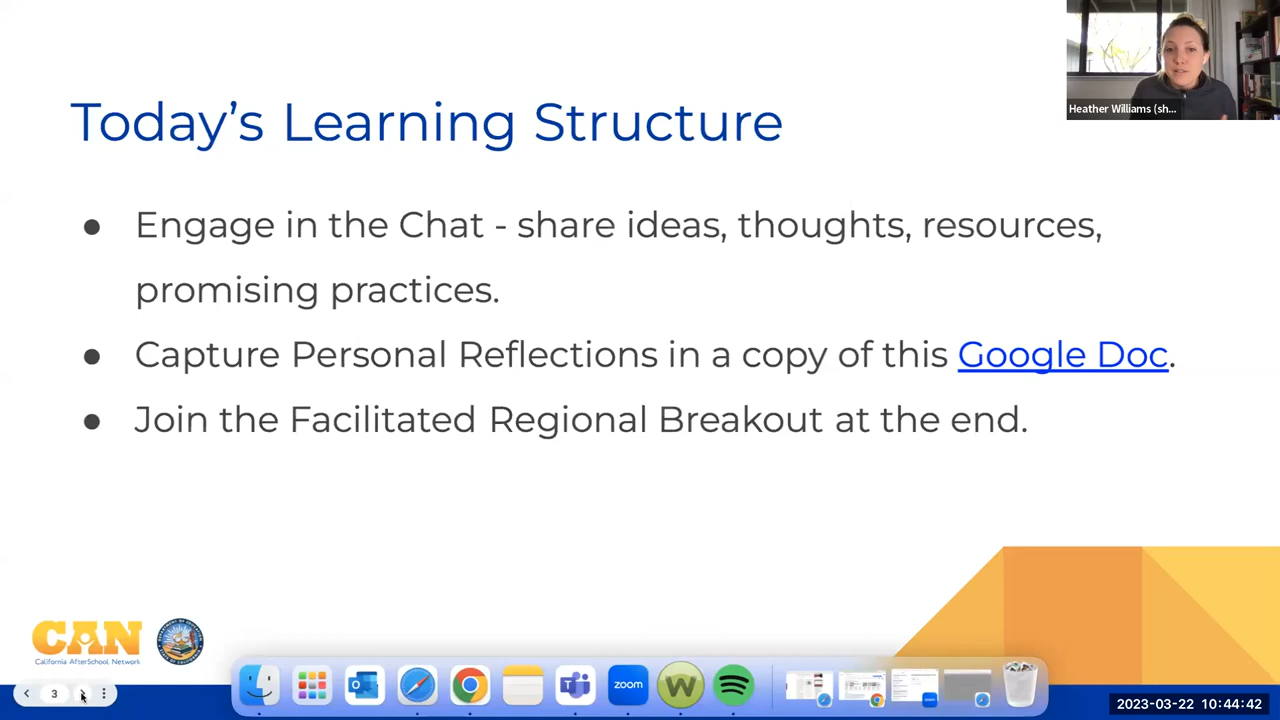 Heather Williams (sh...
Today's Learning Structure
● Engage in the Chat - share ideas, thoughts, resources,
promising practices.
● Capture Personal Reflections in a copy of this Google Doc.
● Join the Facilitated Regional Breakout at the end.
CAN
California AfterSchool Network
3
zoom
W
2023-03-22 10:44:42